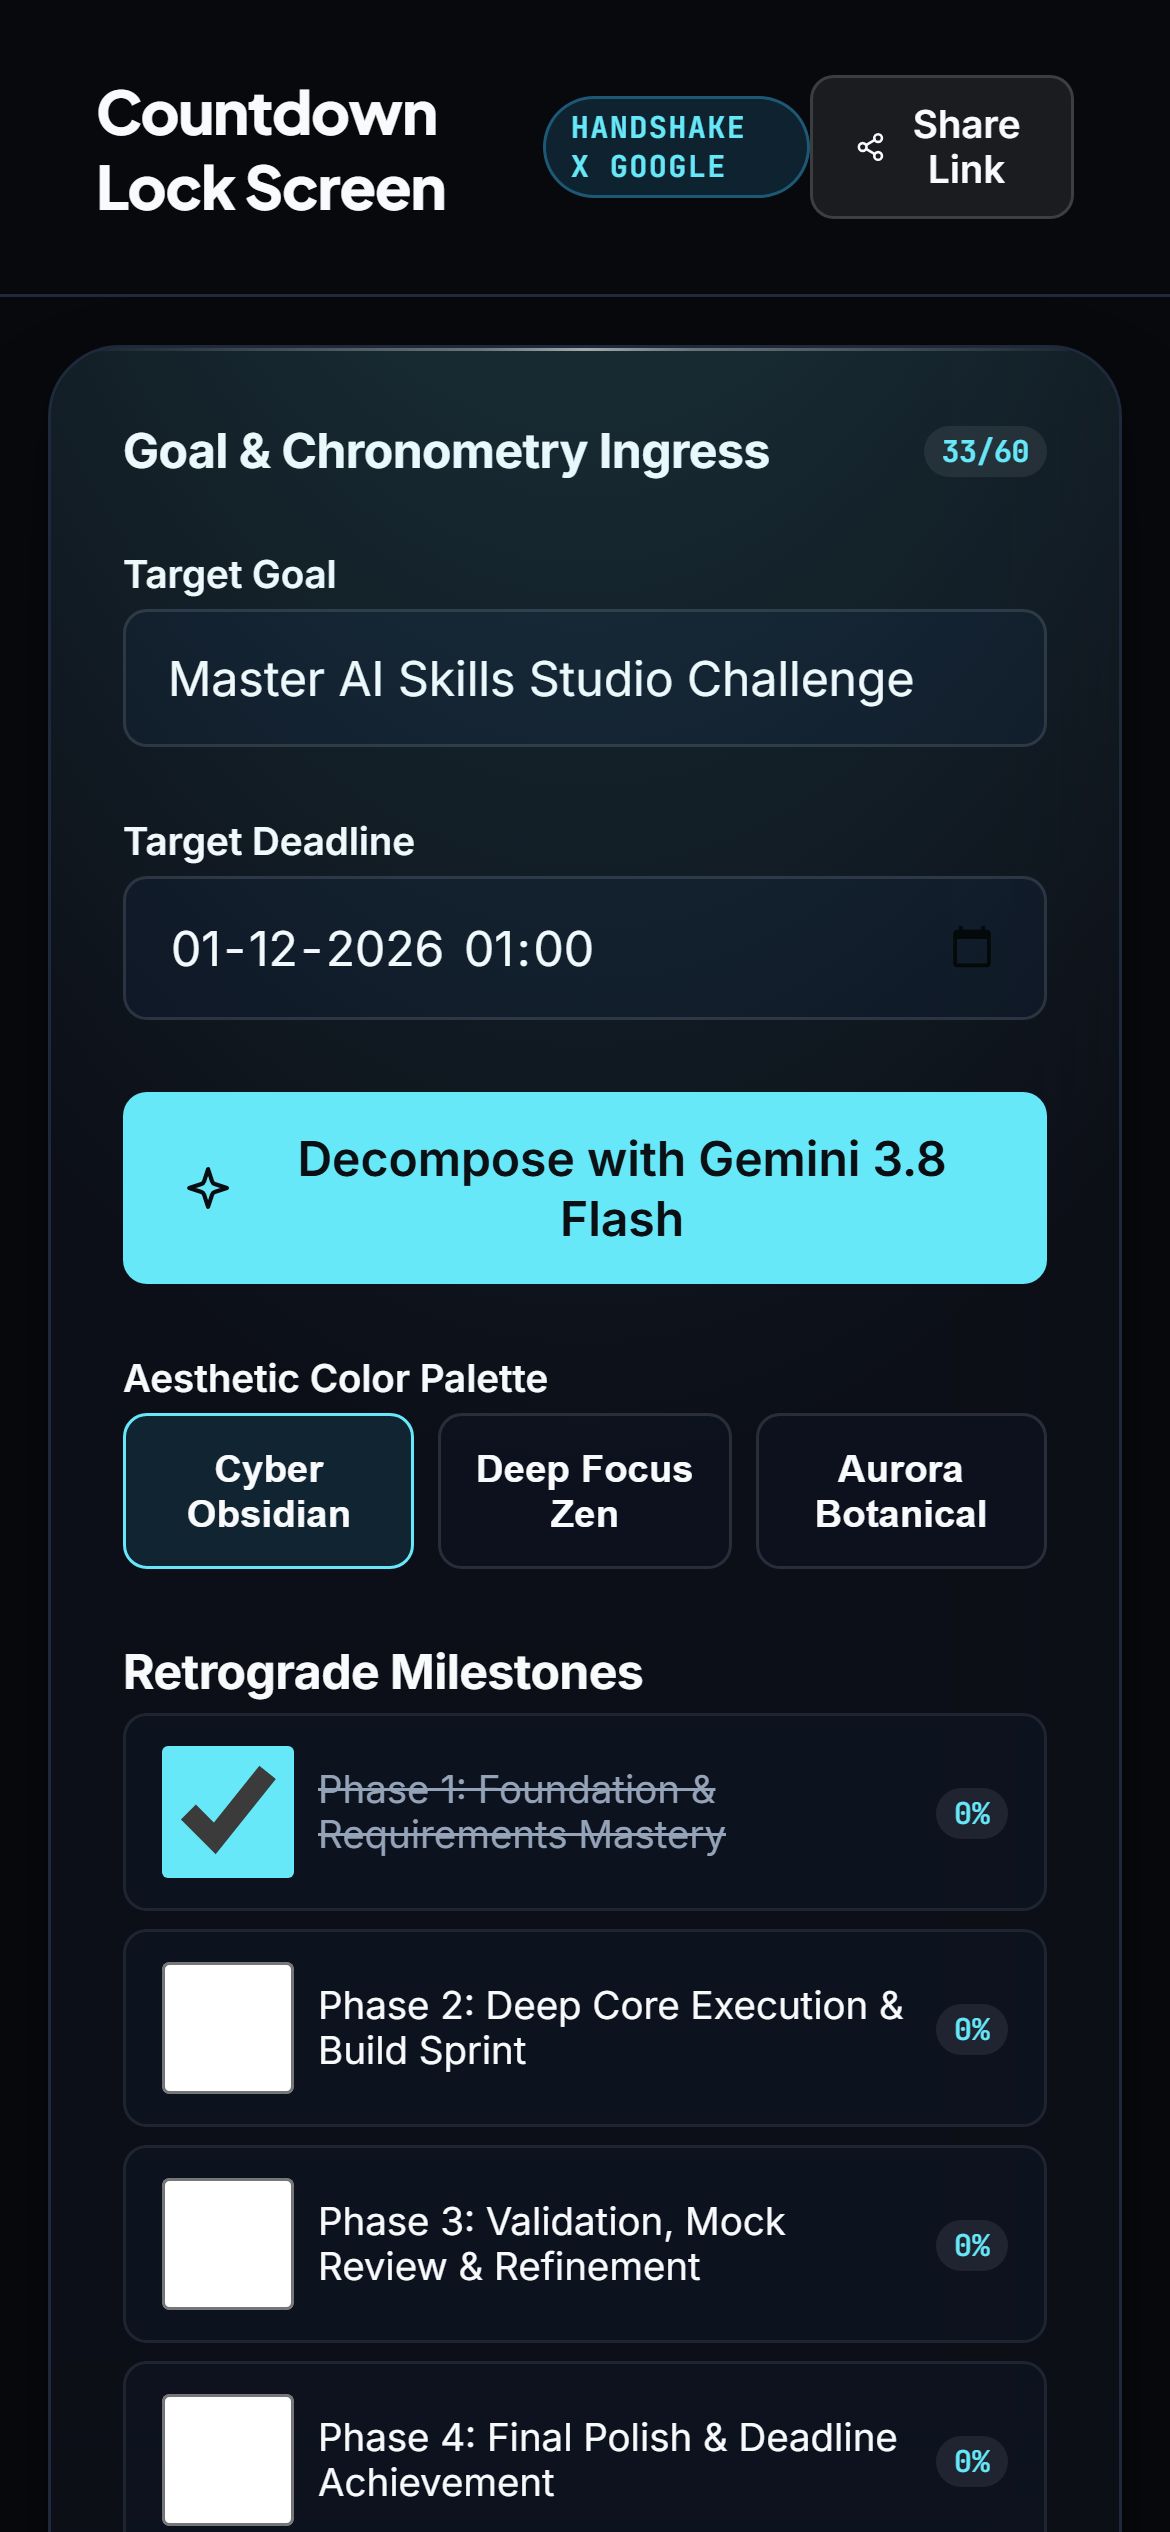 Countdown
Lock Screen
HANDSHAKE
X GOOGLE
Share
Link
Goal & Chronometry Ingress
33/60
Target Goal
Master AI Skills Studio Challenge
Target Deadline
01-12-2026 01:00
Decompose with Gemini 3.8
Flash
Aesthetic Color Palette
Cyber
Obsidian
Deep Focus
Zen
Aurora
Botanical
Retrograde Milestones
Phase 1: Foundation &
Requirements Mastery
0%
Phase 2: Deep Core Execution &
Build Sprint
0%
Phase 3: Validation, Mock
Review & Refinement
0%
Phase 4: Final Polish & Deadline
Achievement
0%